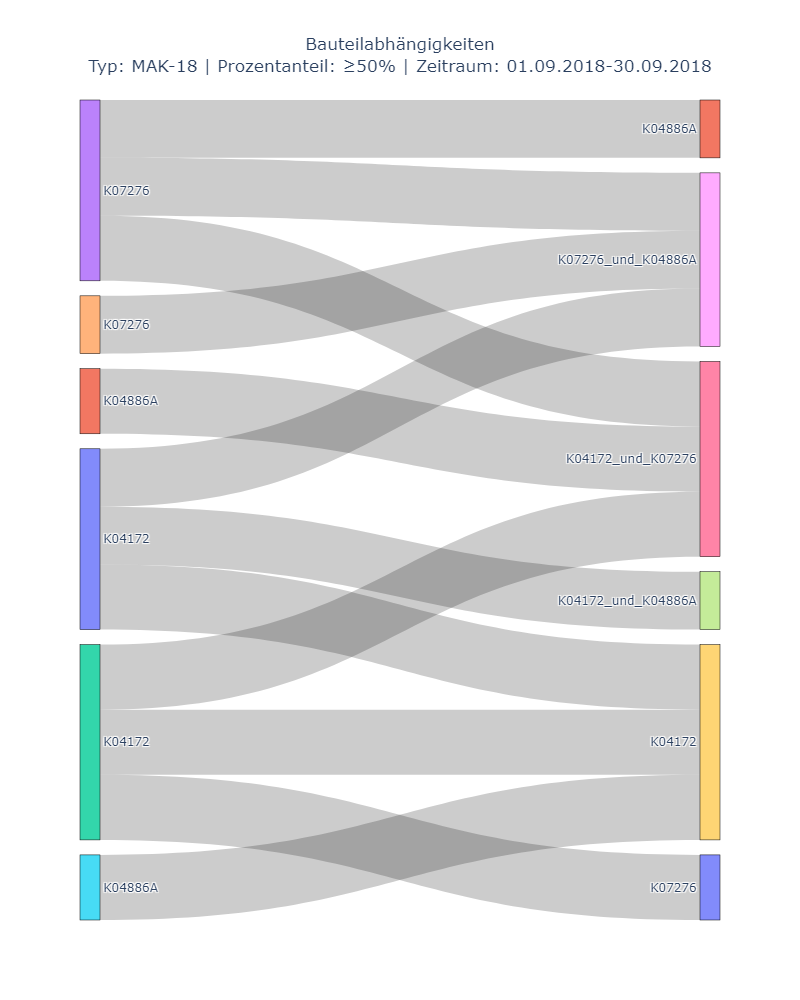 Bauteilabhängigkeiten
Typ: MAK-18 | Prozentanteil: ≥50% | Zeitraum: 01.09.2018-30.09.2018
K04886A
K07276
K07276_und_K04886A
K07276
K04886A
K04172_und_K07276
K04172
K04172_und_K04886A
K04172
K04172
K04886A
K07276